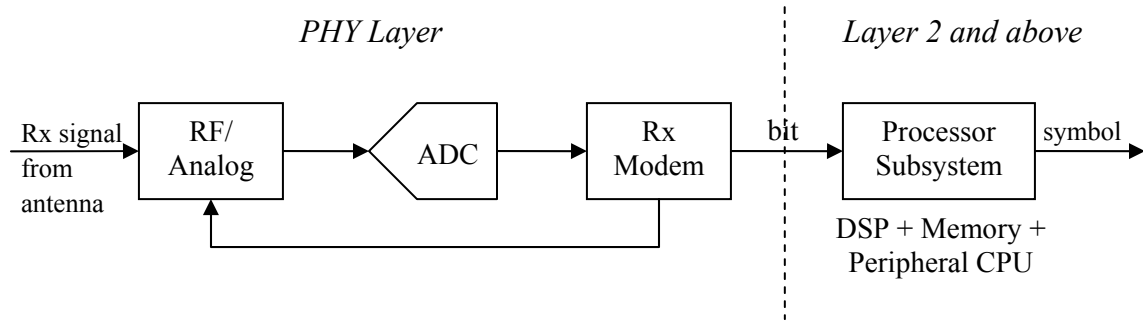 PHY Layer
Layer 2 and above
Rx signal
from
antenna
RF/
Analog
ADC
Rx
Modem
bit
Processor
Subsystem
symbol
DSP + Memory +
Peripheral CPU